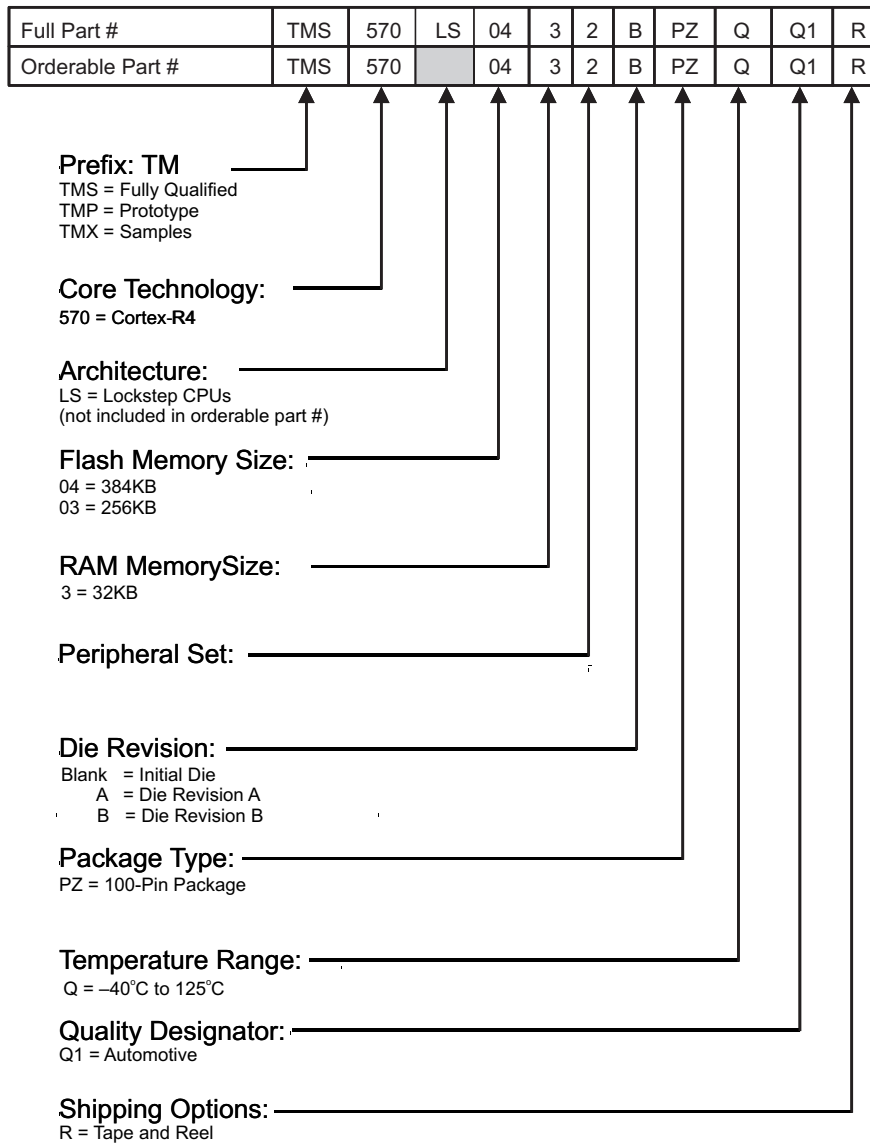 Full Part # TMS 570 LS 04 3 2 B PZ Q Q1 R
Orderable Part # TMS 570 04 3 2 B PZ Q Q1 R
Prefix: TM
TMS = Fully Qualified
TMP = Prototype
TMX = Samples
Core Technology:
570 = Cortex-R4
Architecture:
LS = Lockstep CPUs
(not included in orderable part #)
Flash Memory Size:
04 = 384KB
03 = 256KB
RAM MemorySize:
3 = 32KB
Peripheral Set:
Die Revision:
Blank = Initial Die
A = Die Revision A
B = Die Revision B
Package Type:
PZ = 100-Pin Package
Temperature Range:
Q = –40°C to 125°C
Quality Designator:
Q1 = Automotive
Shipping Options:
R = Tape and Reel